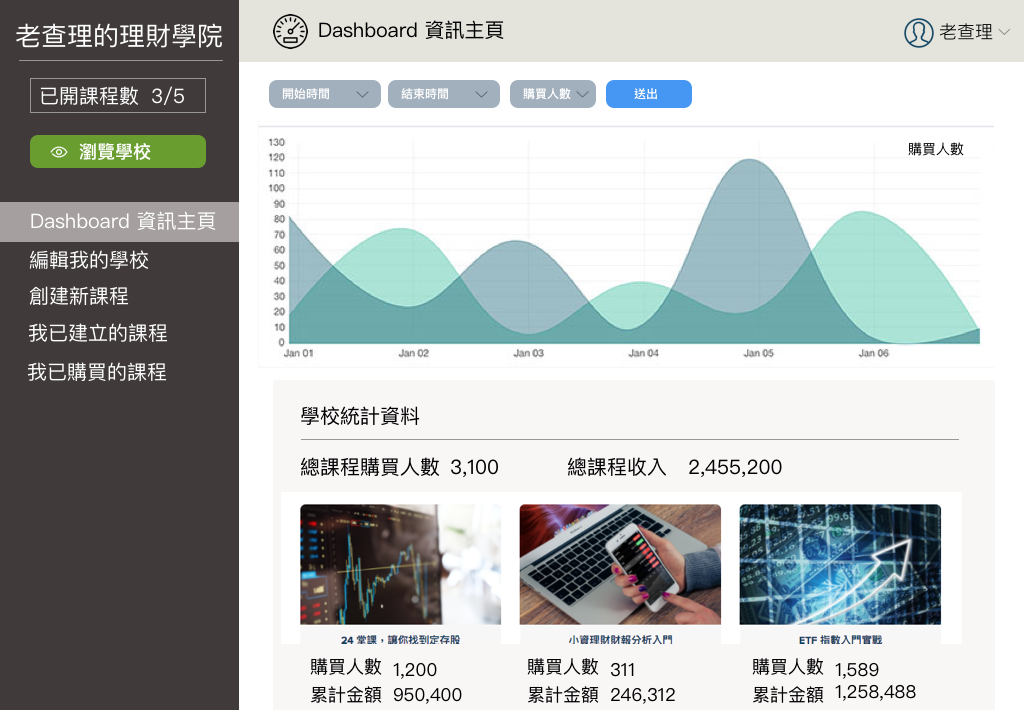 老查理的理財學院
已開課程數 3/5
瀏覽學校
Dashboard 資訊主頁
編輯我的學校
創建新課程
我已建立的課程
我已購買的課程
Dashboard 資訊主頁
老查理
開始時間
結束時間
購買人數
送出
購買人數
130
120
110
100
90
80
70
60
50
40
30
20
10
0
Jan 01
Jan 02
Jan 03
Jan 04
Jan 05
Jan 06
學校統計資料
總課程購買人數 3,100
總課程收入 2,455,200
24 堂課，讓你找到定存股
小資理財財報分析入門
ETF 指數入門實戰
購買人數 1,200
購買人數 311
購買人數 1,589
累計金額 950,400
累計金額 246,312
累計金額 1,258,488